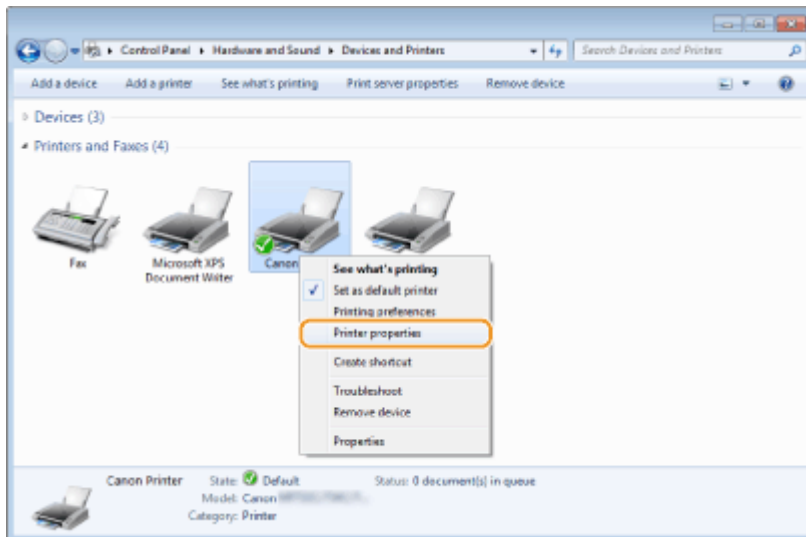 Control Panel ▸ Hardware and Sound ▸ Devices and Printers
Search Devices and Printers
Add a device Add a printer See what's printing Print server properties Remove device
Devices (3)
Printers and Faxes (4)
Fax
Microsoft XPS
Document Writer
Canon
See what's printing
Set as default printer
Printing preferences
Printer properties
Create shortcut
Troubleshoot
Remove device
Properties
Canon Printer State: Default Status: 0 document(s) in queue
Model: Canon
Category: Printer